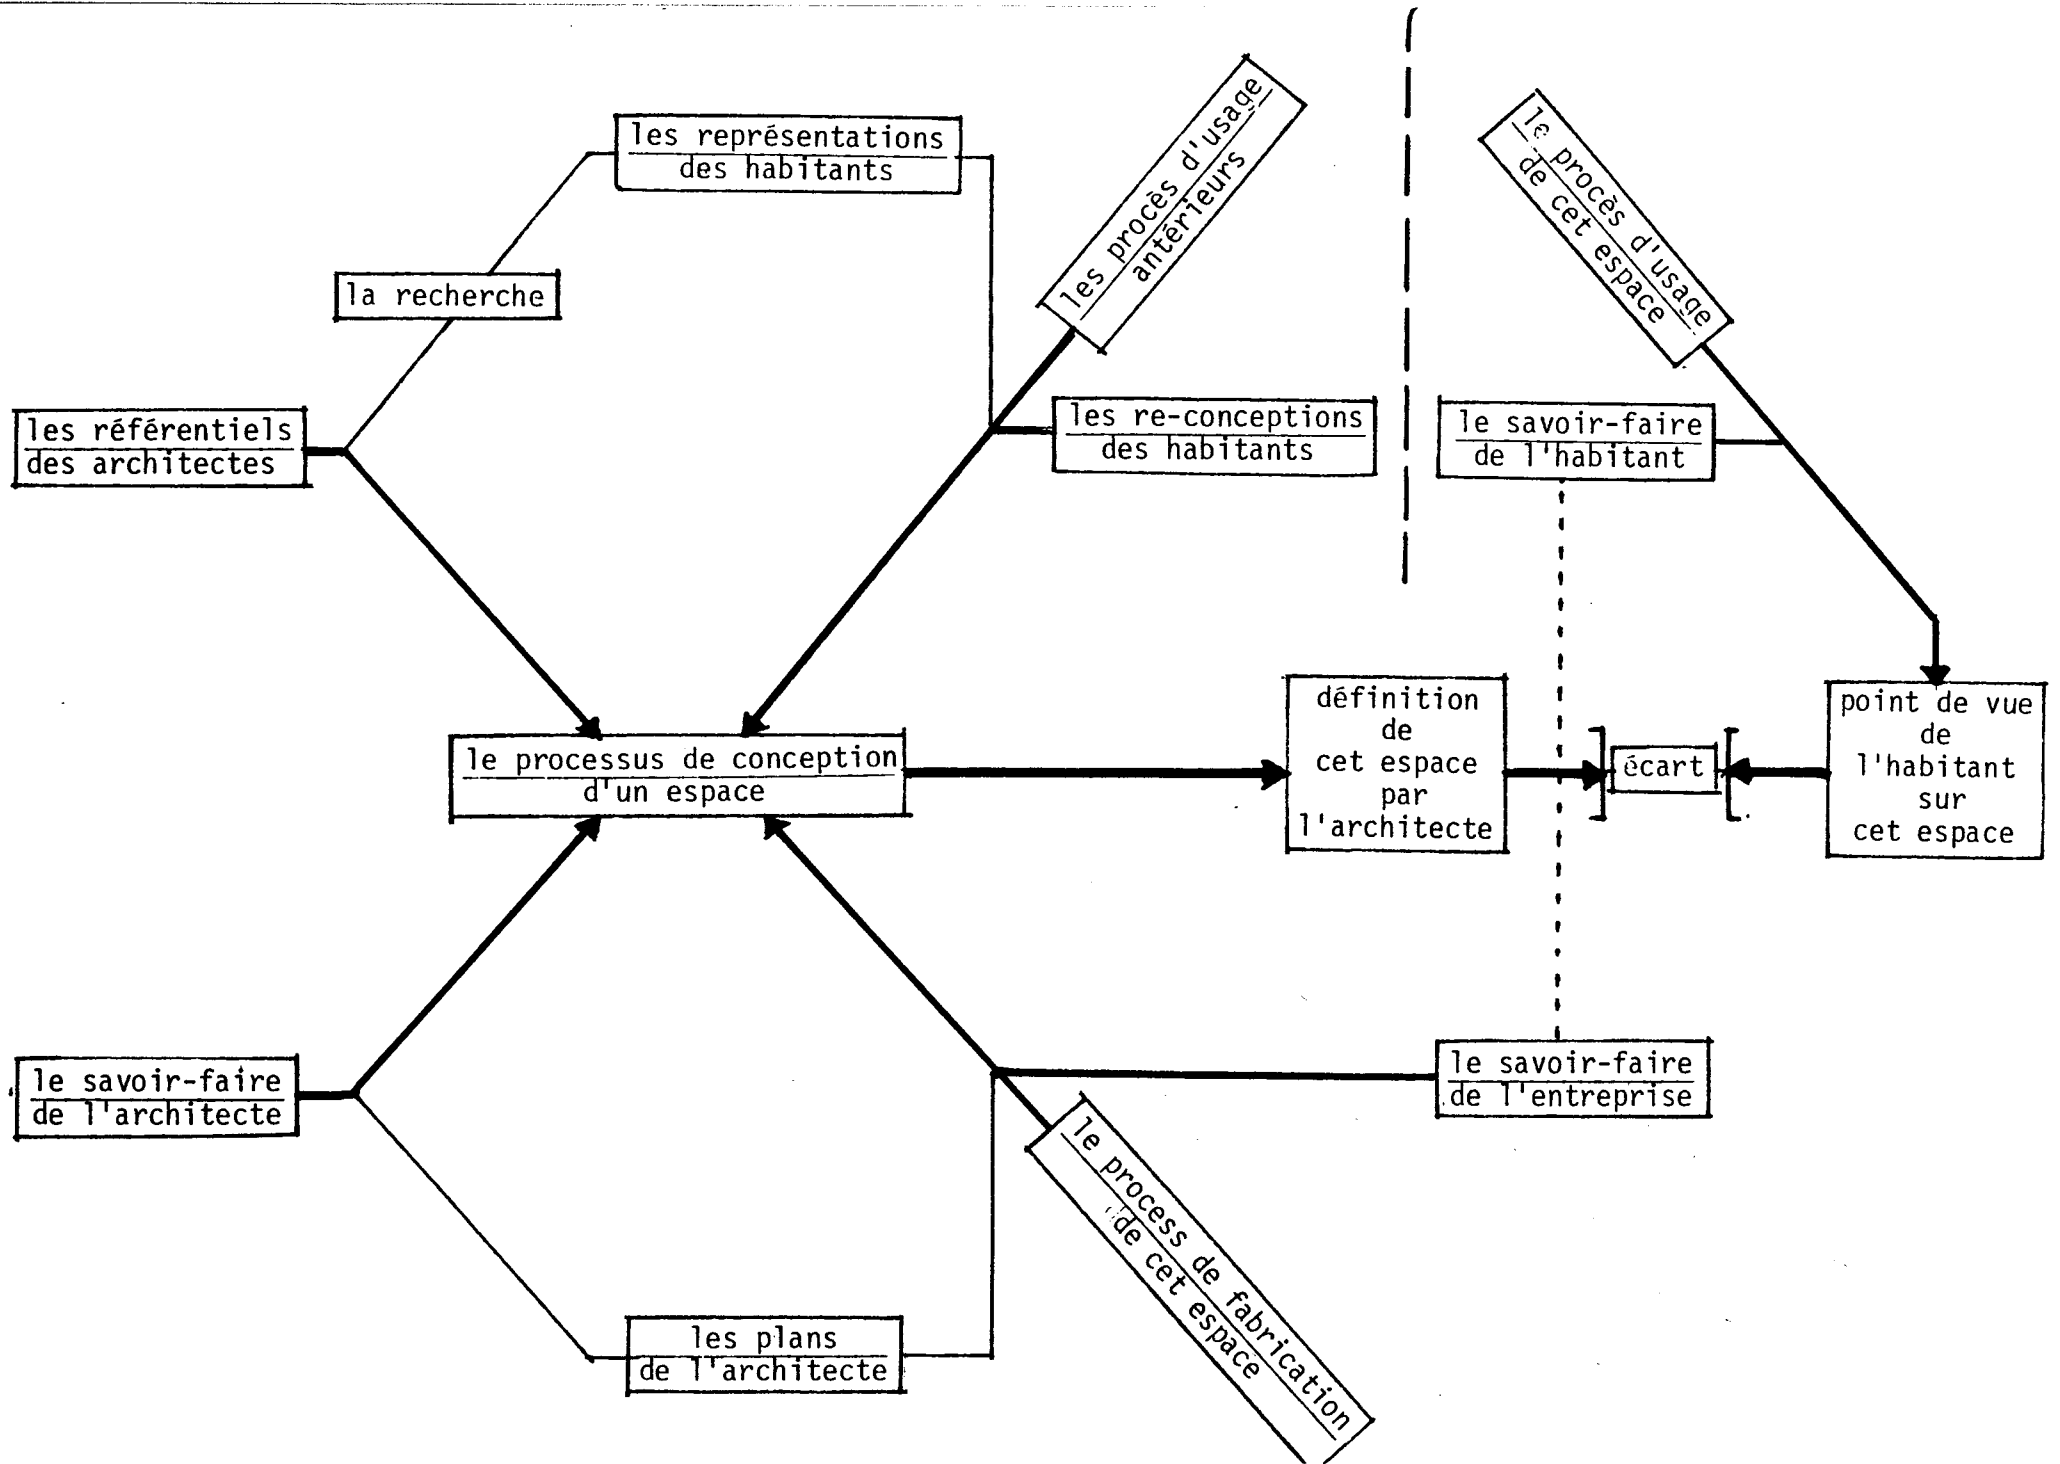 les représentations
des habitants
les procès d'usage
antérieurs
le procès d'usage
de cet espace
la recherche
les référentiels
des architectes
les re-conceptions
des habitants
le savoir-faire
de l'habitant
le processus de conception
d'un espace
définition
de
cet espace
par
l'architecte
écart
point de vue
de
l'habitant
sur
cet espace
le savoir-faire
de l'architecte
le savoir-faire
de l'entreprise
le process de fabrication
de cet espace
les plans
de l'architecte